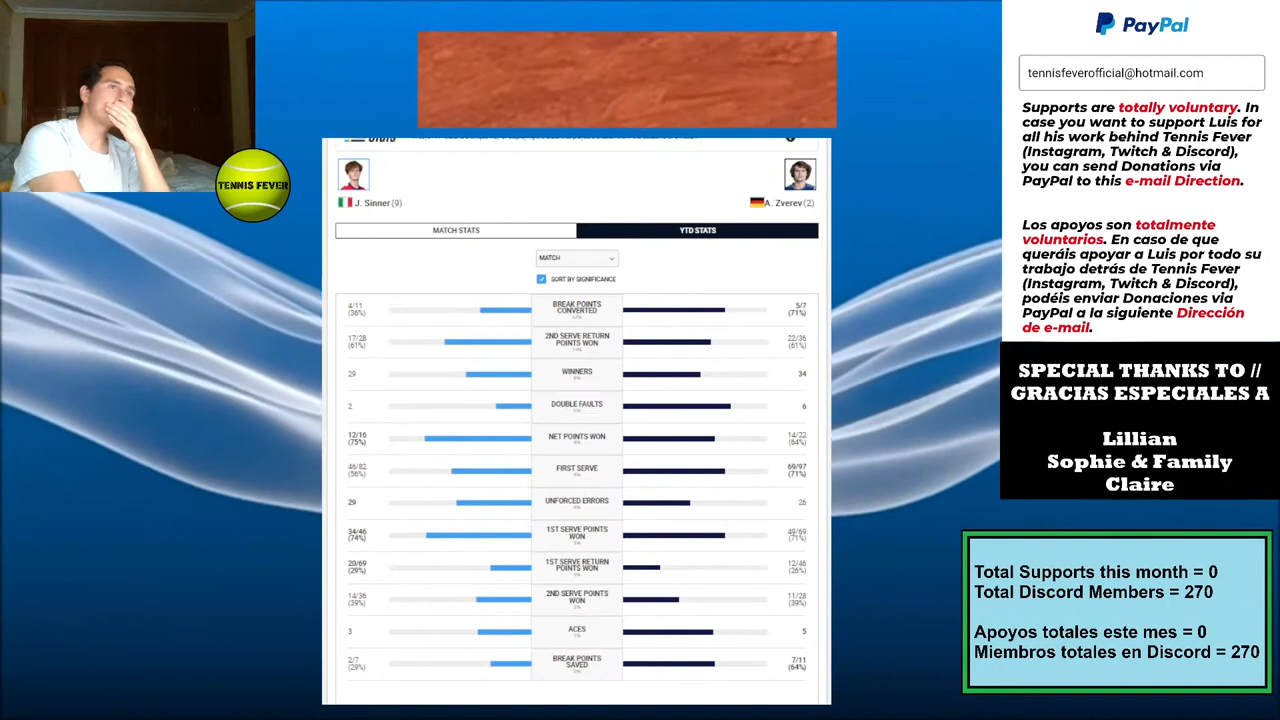 TENNIS FEVER
J. Sinner (9)
A. Zverev (2)
MATCH STATS
YTD STATS
MATCH
SORT BY SIGNIFICANCE
4/11
(36%)
BREAK POINTS
CONVERTED
5/7
(71%)
17/28
(61%)
2ND SERVE RETURN
POINTS WON
22/36
(61%)
29
WINNERS
34
2
DOUBLE FAULTS
6
12/16
(75%)
NET POINTS WON
14/22
(64%)
46/82
(56%)
FIRST SERVE
69/97
(71%)
29
UNFORCED ERRORS
26
34/46
(74%)
1ST SERVE POINTS
WON
49/69
(71%)
20/69
(29%)
1ST SERVE RETURN
POINTS WON
12/46
(26%)
14/36
(39%)
2ND SERVE POINTS
WON
11/28
(39%)
3
ACES
5
2/7
(29%)
BREAK POINTS
SAVED
7/11
(64%)
PayPal
tennisfeverofficial@hotmail.com
Supports are totally voluntary. In
case you want to support Luis for
all his work behind Tennis Fever
(Instagram, Twitch & Discord),
you can send Donations via
PayPal to this e-mail Direction.
Los apoyos son totalmente
voluntarios. En caso de que
queráis apoyar a Luis por todo su
trabajo detrás de Tennis Fever
(Instagram, Twitch & Discord),
podéis enviar Donaciones via
PayPal a la siguiente Dirección
de e-mail.
SPECIAL THANKS TO //
GRACIAS ESPECIALES A
Lillian
Sophie & Family
Claire
Total Supports this month = 0
Total Discord Members = 270
Apoyos totales este mes = 0
Miembros totales en Discord = 270